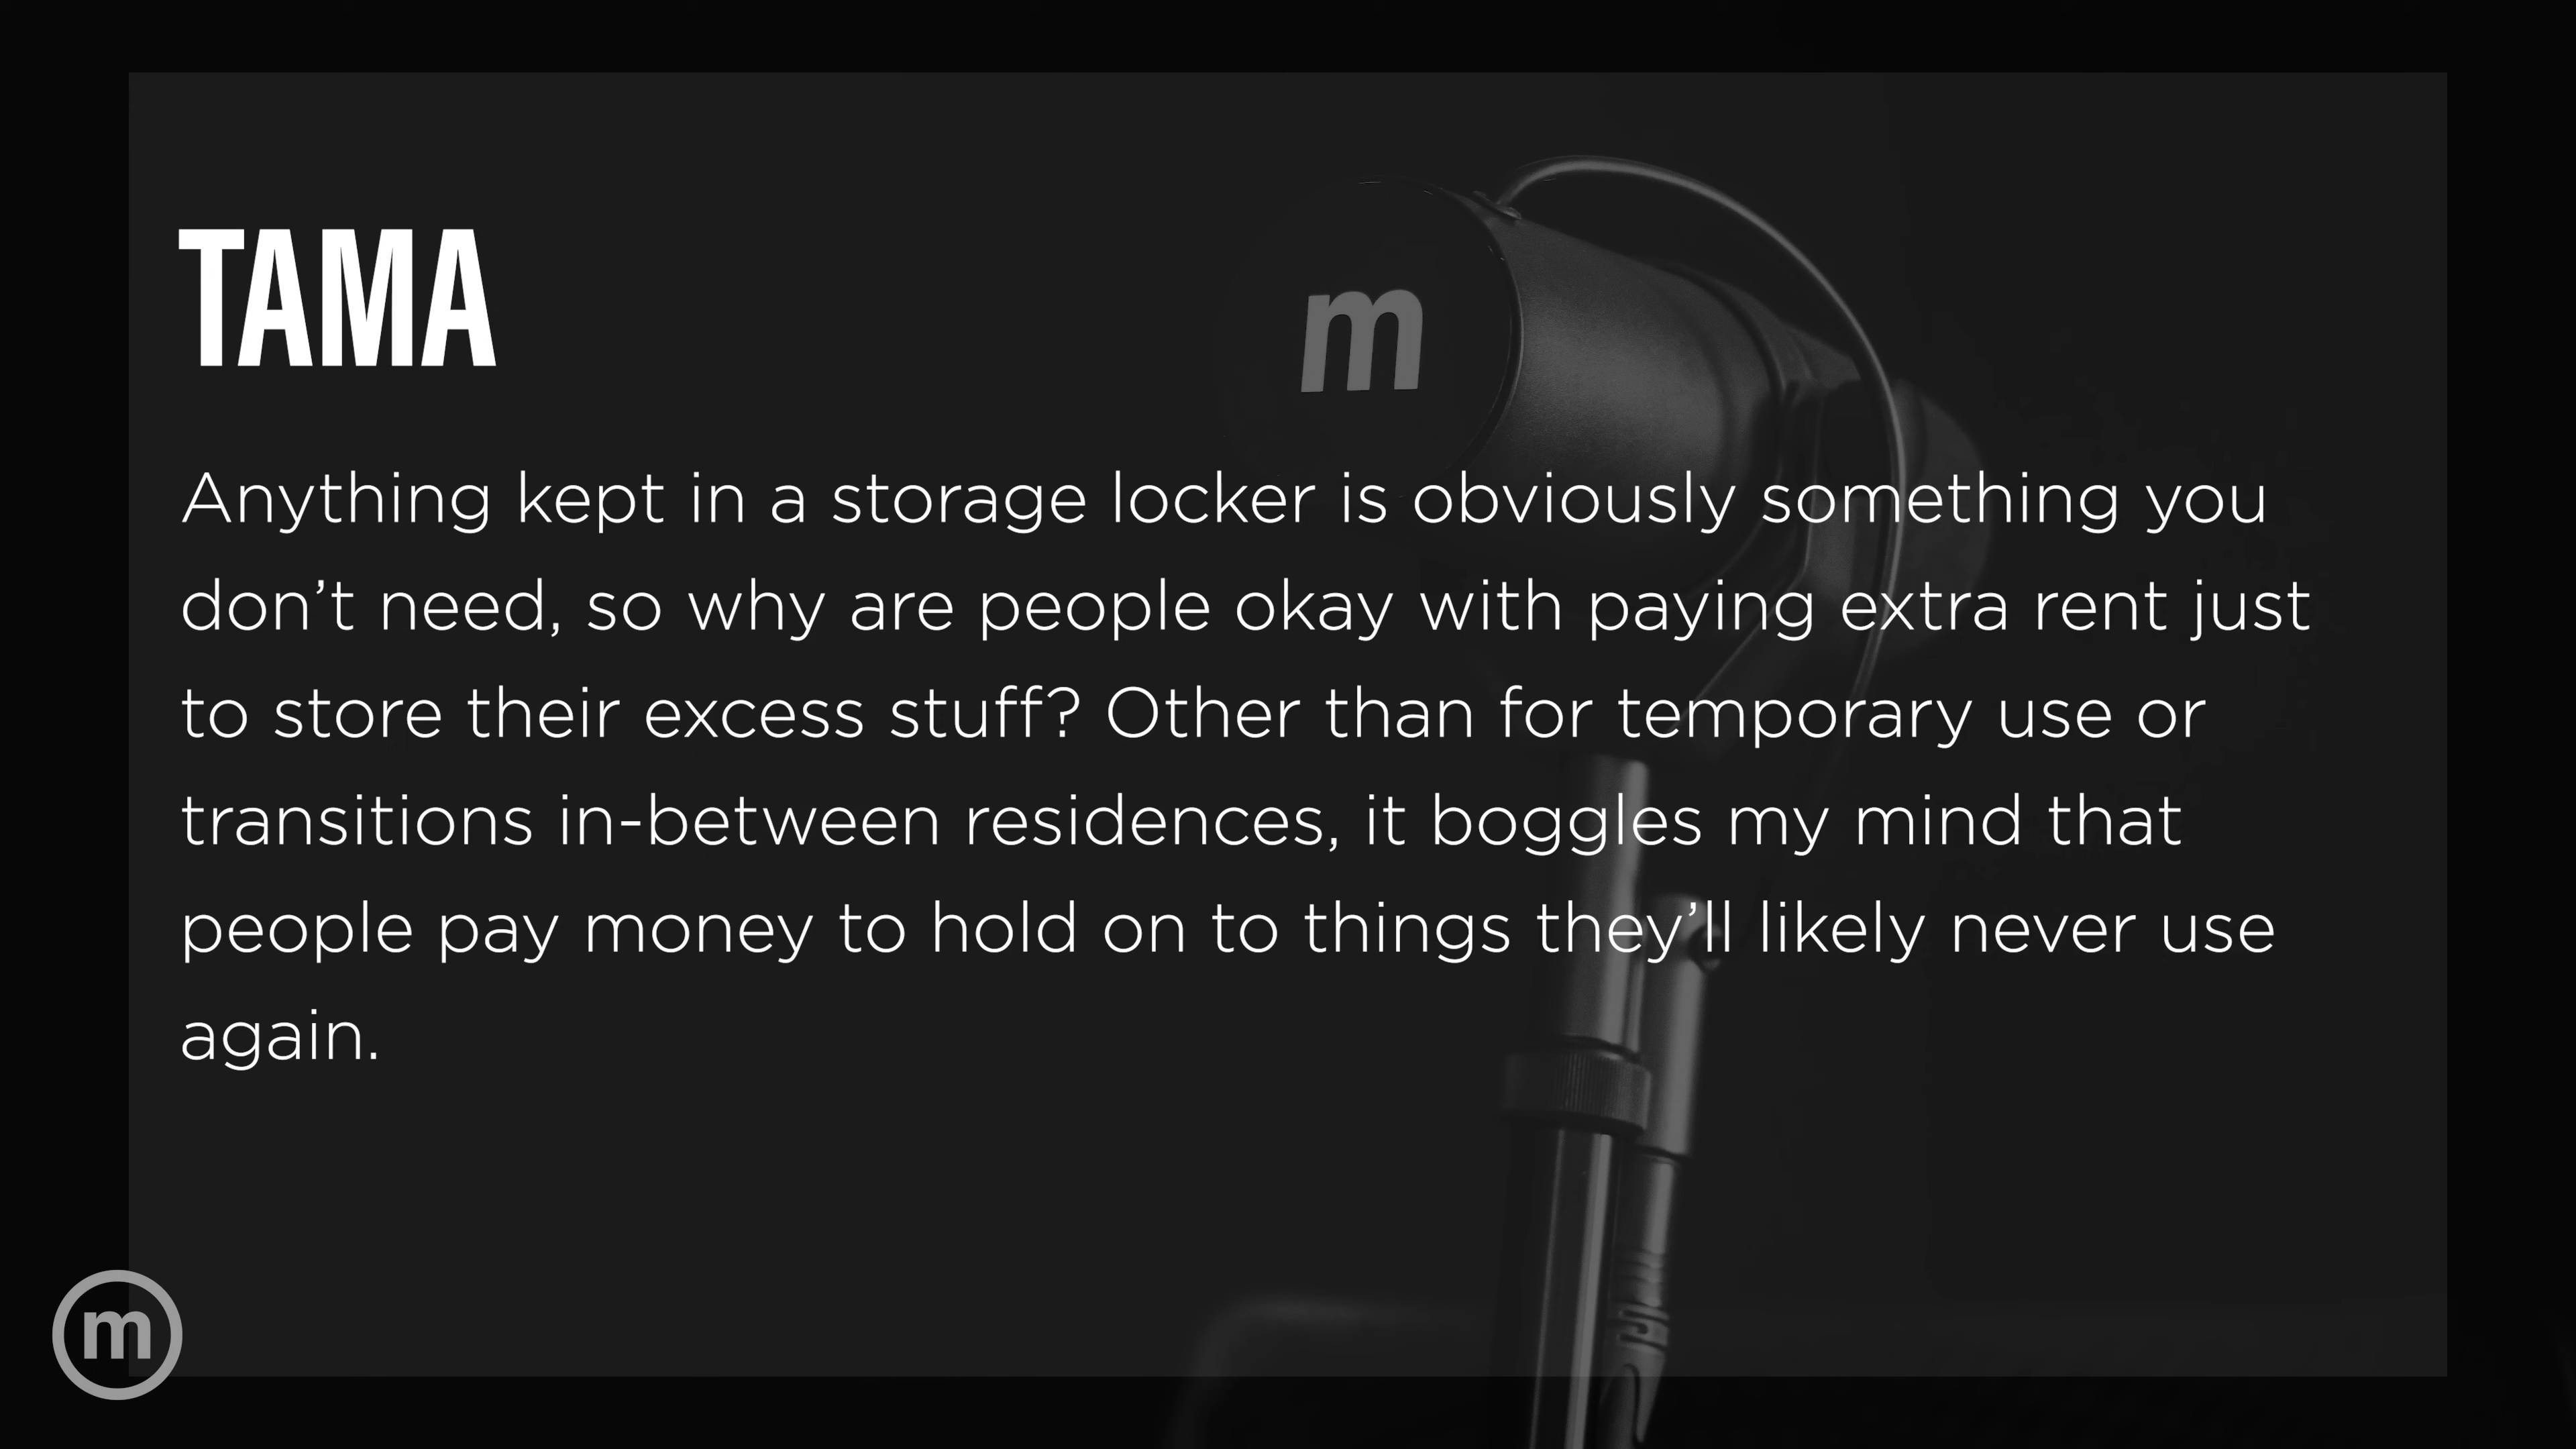 m
TAMA
Anything kept in a storage locker is obviously something you
don’t need, so why are people okay with paying extra rent just
to store their excess stuff? Other than for temporary use or
transitions in-between residences, it boggles my mind that
people pay money to hold on to things they’ll likely never use
again.
m